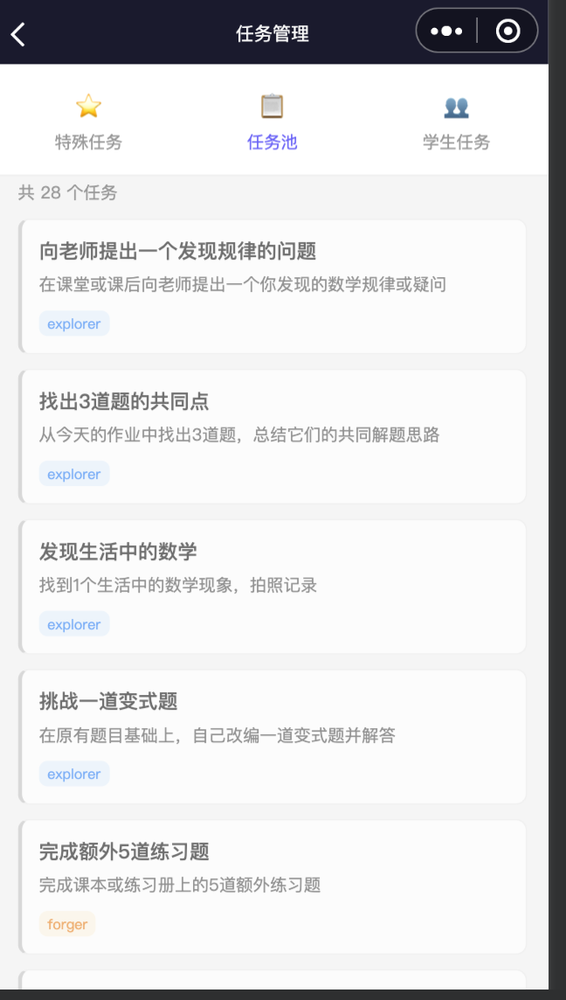 任务管理
特殊任务
任务池
学生任务
共 28 个任务
向老师提出一个发现规律的问题
在课堂或课后向老师提出一个你发现的数学规律或疑问
explorer
找出3道题的共同点
从今天的作业中找出3道题，总结它们的共同解题思路
explorer
发现生活中的数学
找到1个生活中的数学现象，拍照记录
explorer
挑战一道变式题
在原有题目基础上，自己改编一道变式题并解答
explorer
完成额外5道练习题
完成课本或练习册上的5道额外练习题
forger